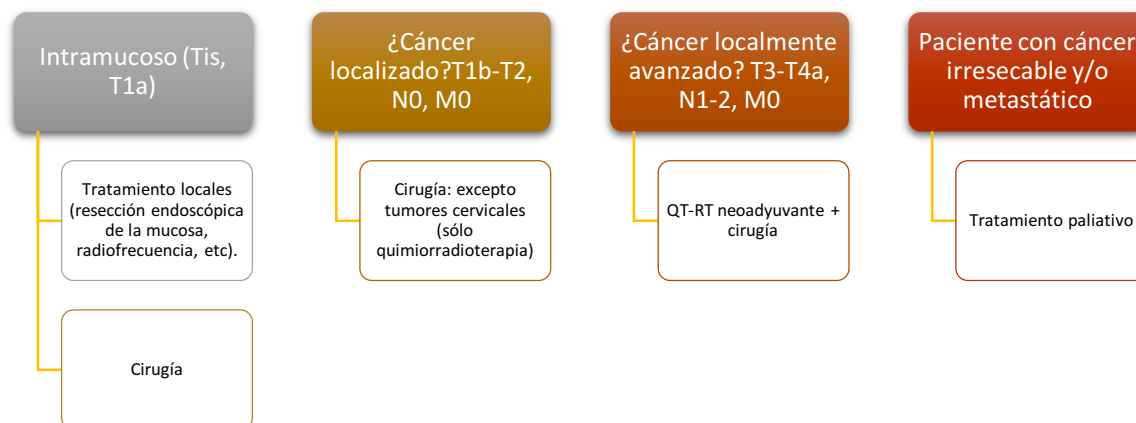 Intramucoso (Tis,
T1a)
Tratamiento locales
(resección endoscópica
de la mucosa,
radiofrecuencia, etc).
Cirugía
¿Cáncer
localizado?T1b-T2,
N0, M0
Cirugía: excepto
tumores cervicales
(sólo
quimiorradioterapia)
¿Cáncer localmente
avanzado? T3-T4a,
N1-2, M0
QT-RT neoadyuvante +
cirugía
Paciente con cáncer
irresecable y/o
metastático
Tratamiento paliativo